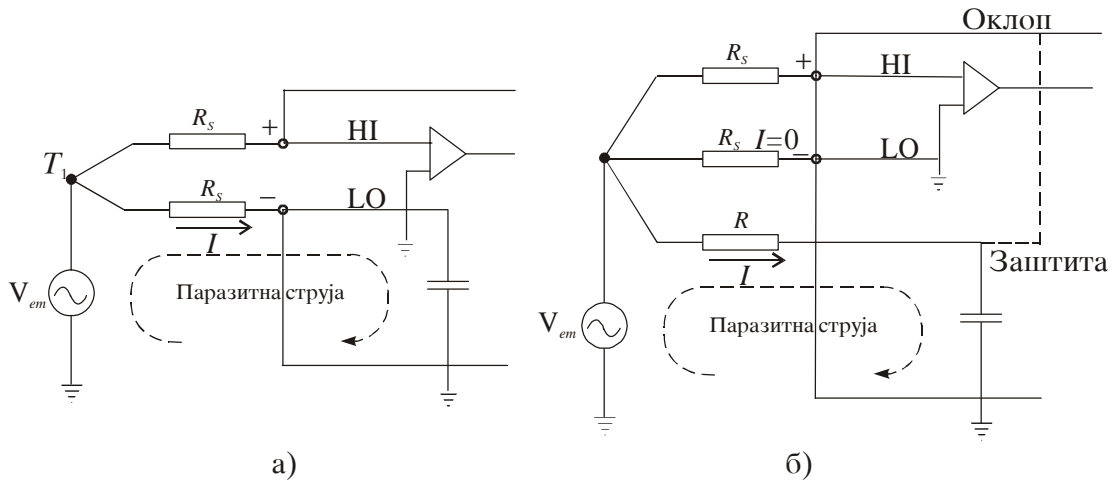 R_s
+
HI
T_1
R_s
–
LO
I
V_em
Паразитна струја
а)
Оклоп
R_s
+
HI
R_s
I=0
–
LO
R
I
Заштита
V_em
Паразитна струја
б)